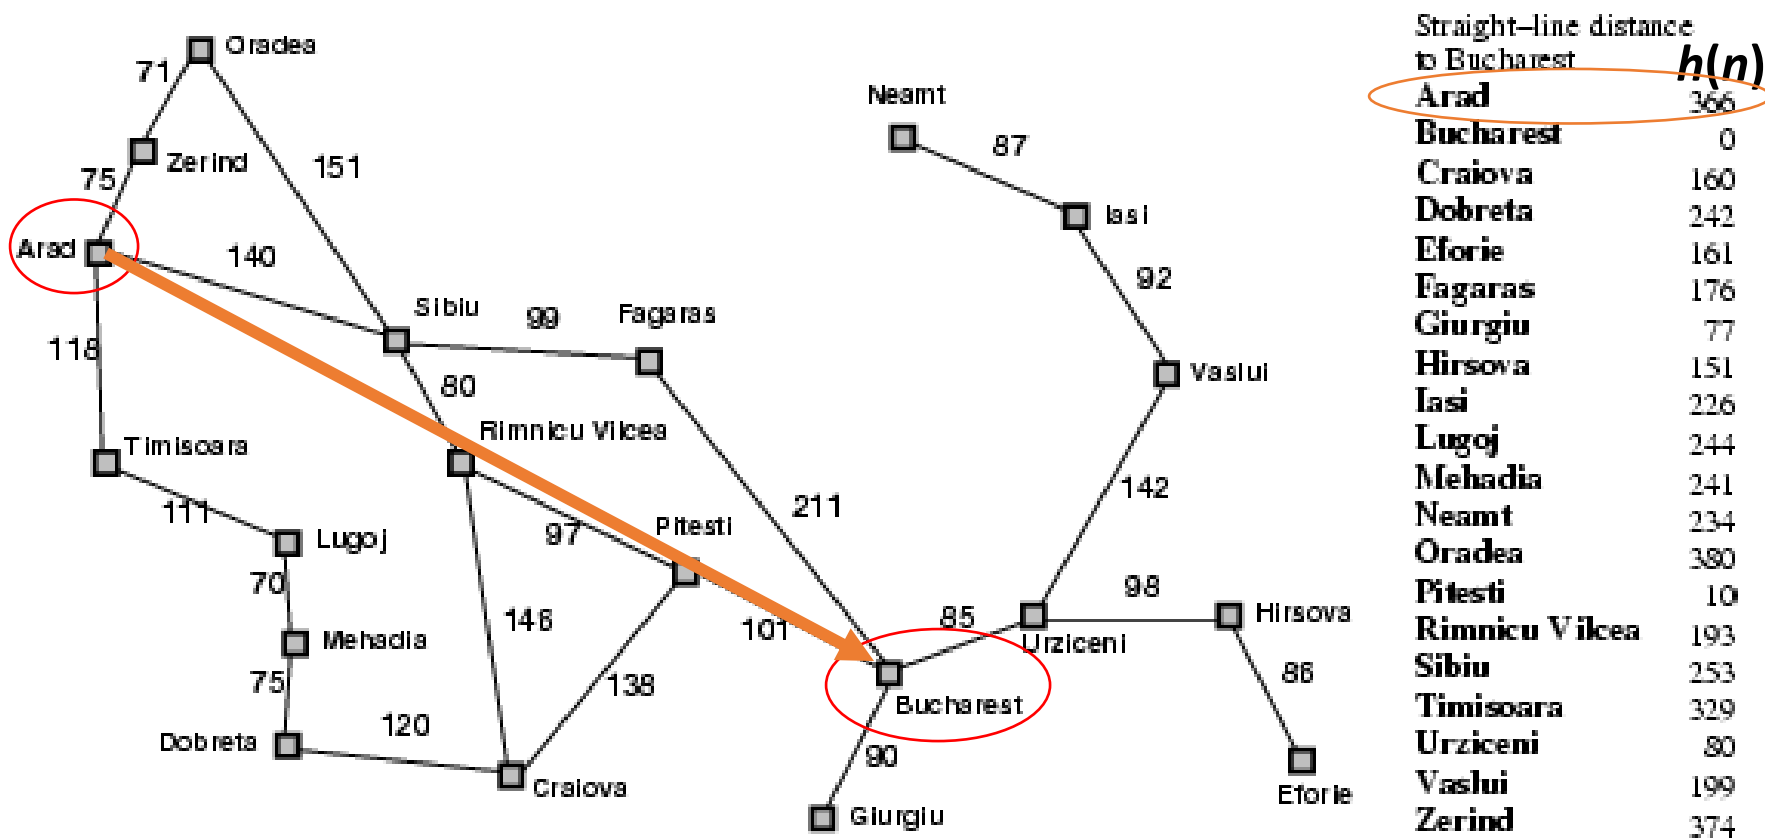 Oradea
71
Neamt
87
Zerind
151
75
Iasi
Arad
140
92
Sibiu
99
Fagaras
118
80
Vaslui
Timisoara
Rimnicu Vilcea
111
Lugoj
97
Pitesti
211
142
70
98
Mehadia
146
101
85
Hirsova
Urziceni
75
138
86
Bucharest
120
Dobreta
90
Craiova
Eforie
Giurgiu
Straight–line distance
to Bucharest h(n)
Arad 366
Bucharest 0
Craiova 160
Dobreta 242
Eforie 161
Fagaras 176
Giurgiu 77
Hirsova 151
Iasi 226
Lugoj 244
Mehadia 241
Neamt 234
Oradea 380
Pitesti 10
Rimnicu Vilcea 193
Sibiu 253
Timisoara 329
Urziceni 80
Vaslui 199
Zerind 374